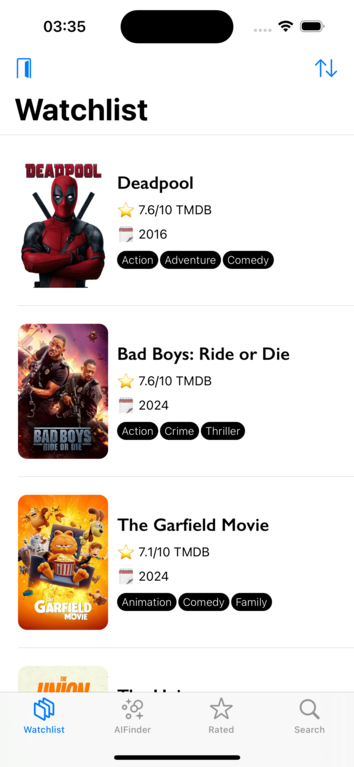 03:35
Watchlist
DEADPOOL
Deadpool
7.6/10 TMDB
2016
Action Adventure Comedy
BAD BOYS
RIDE OR DIE
Bad Boys: Ride or Die
7.6/10 TMDB
2024
Action Crime Thriller
GARFIELD
MOVIE
The Garfield Movie
7.1/10 TMDB
2024
Animation Comedy Family
THE
UNION
Watchlist AIFinder Rated Search